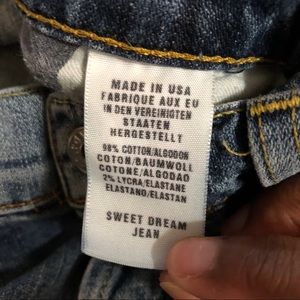 MADE IN USA
FABRIQUE AUX EU
IN DEN VEREINIGTEN
STAATEN
HERGESTELLT
98% COTTON/ALGODON
COTON/BAUMWOLL
COTONE/ALGODAO
2% LYCRA/ELASTANE
ELASTANO/ELASTAN
SWEET DREAM
JEAN